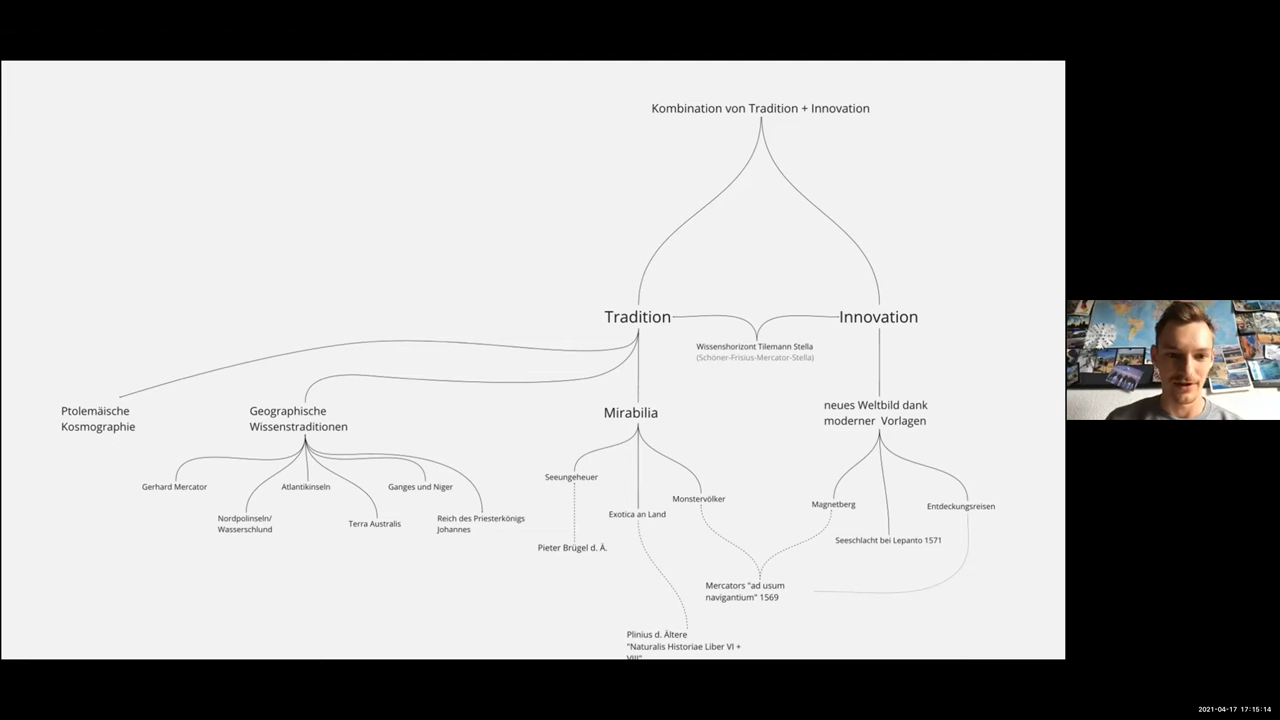 Kombination von Tradition + Innovation
Tradition
Innovation
Wissenshorizont Tilemann Stella
(Schöner-Frisius-Mercator-Stella)
Ptolemäische
Kosmographie
Geographische
Wissenstraditionen
Mirabilia
neues Weltbild dank
moderner Vorlagen
Gerhard Mercator
Atlantikinseln
Ganges und Niger
Nordpolinseln/
Wasserschlund
Terra Australis
Reich des Priesterkönigs
Johannes
Seeungeheuer
Exotica an Land
Monstervölker
Magnetberg
Entdeckungsreisen
Seeschlacht bei Lepanto 1571
Pieter Brügel d. Ä.
Mercators "ad usum
navigantium" 1569
Plinius d. Ältere
"Naturalis Historiae Liber VI +
VIII"
2021-04-17 17:15:14